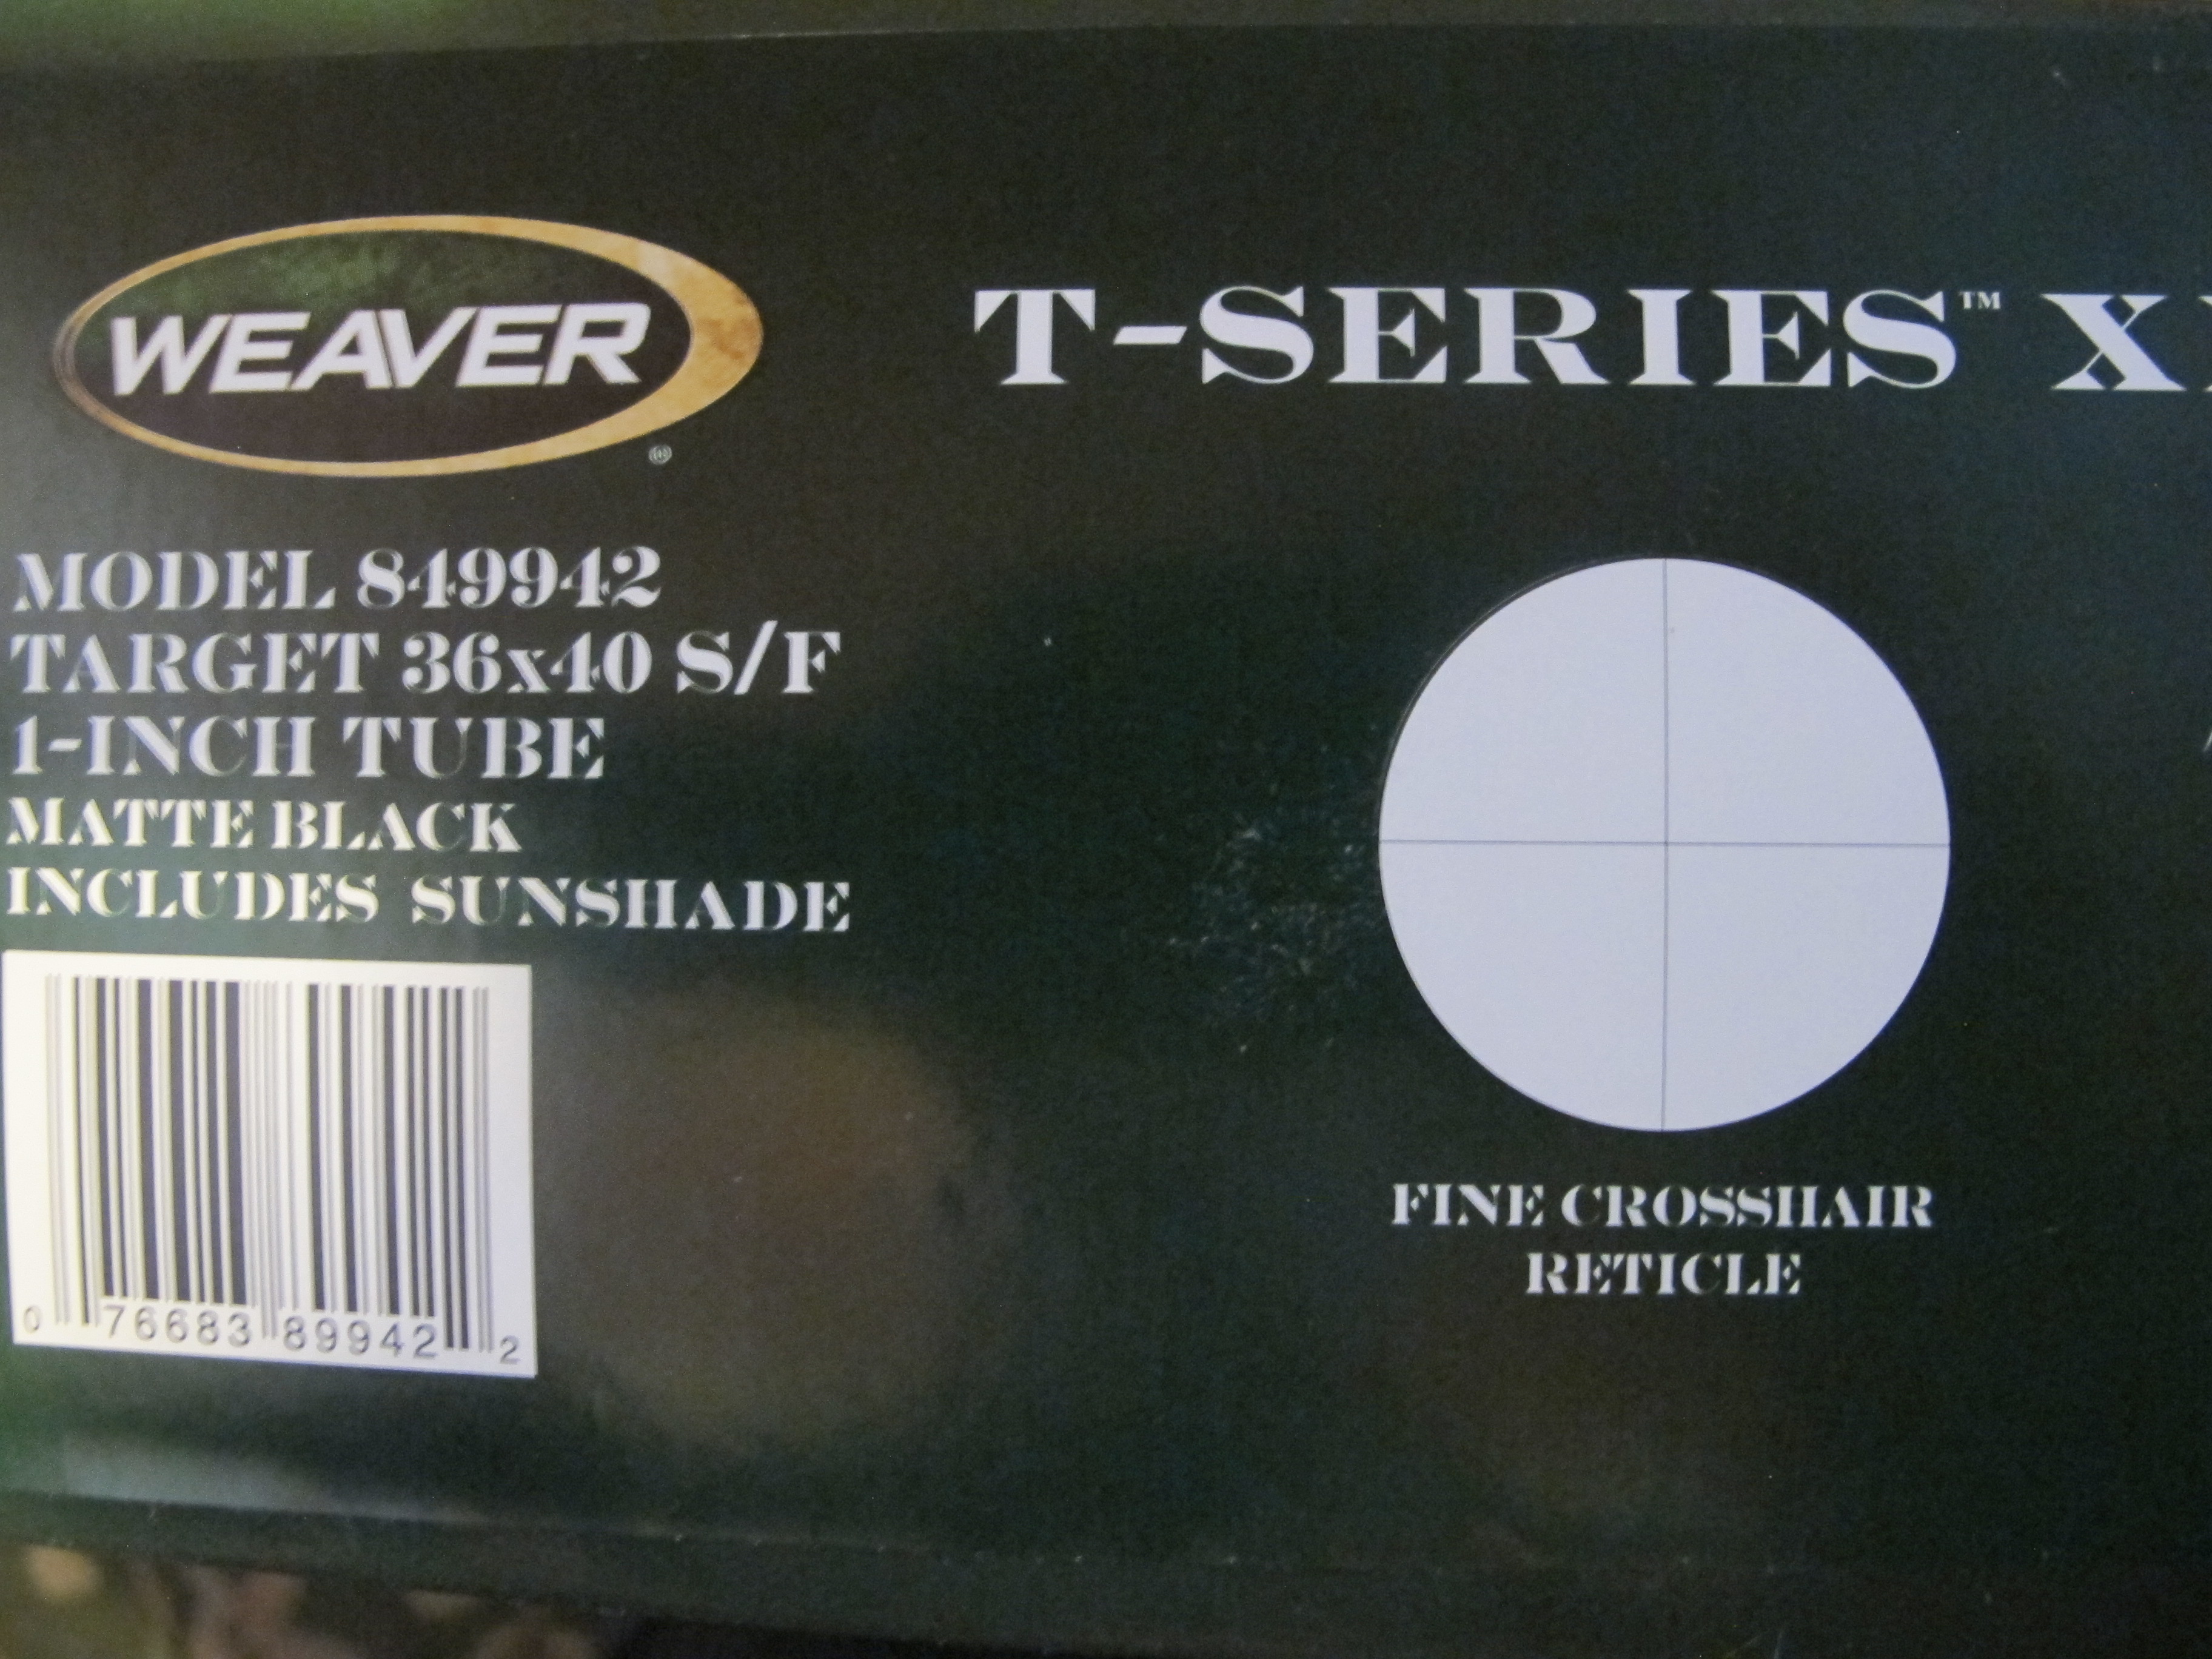 WEAVER
®
T-SERIES™ X
MODEL 849942
TARGET 36x40 S/F
1-INCH TUBE
MATTE BLACK
INCLUDES SUNSHADE
0 76683 89942 2
FINE CROSSHAIR
RETICLE